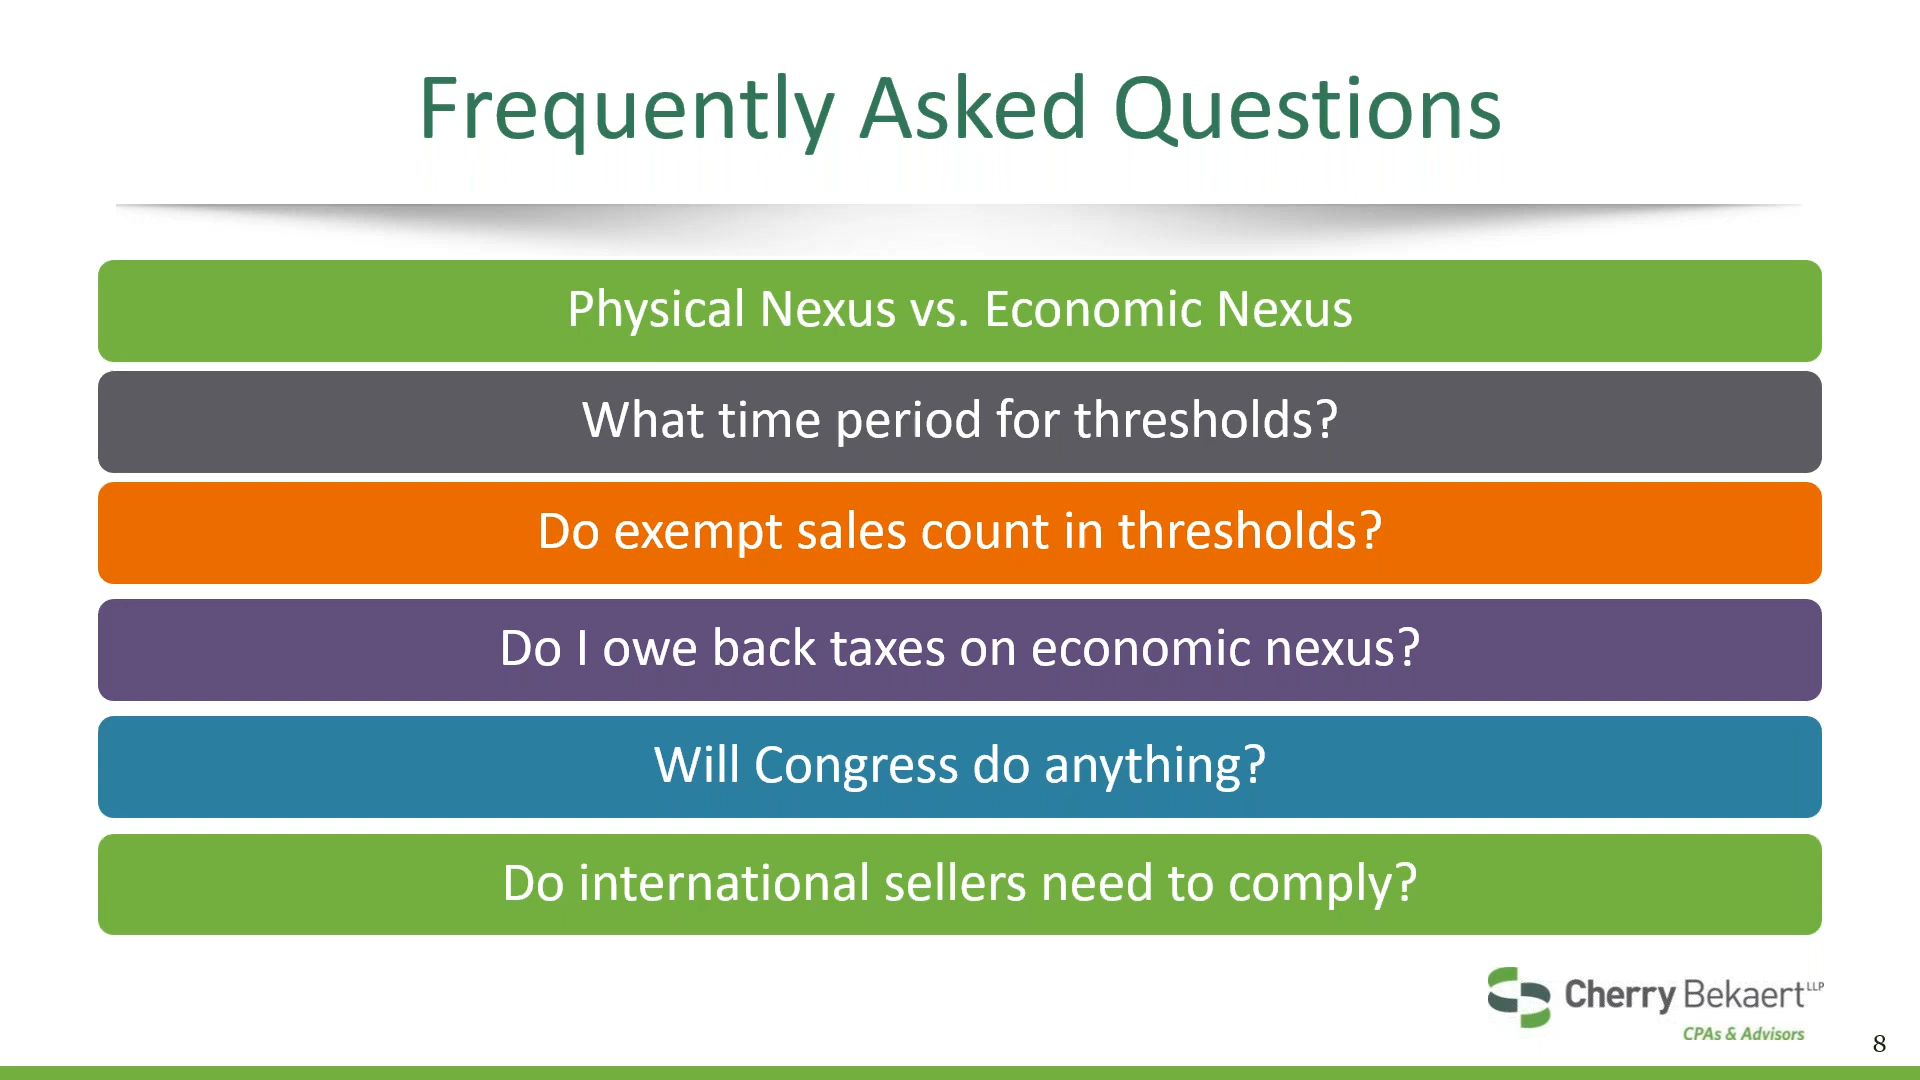 Frequently Asked Questions
Physical Nexus vs. Economic Nexus
What time period for thresholds?
Do exempt sales count in thresholds?
Do I owe back taxes on economic nexus?
Will Congress do anything?
Do international sellers need to comply?
Cherry Bekaert LLP
CPAs & Advisors
8